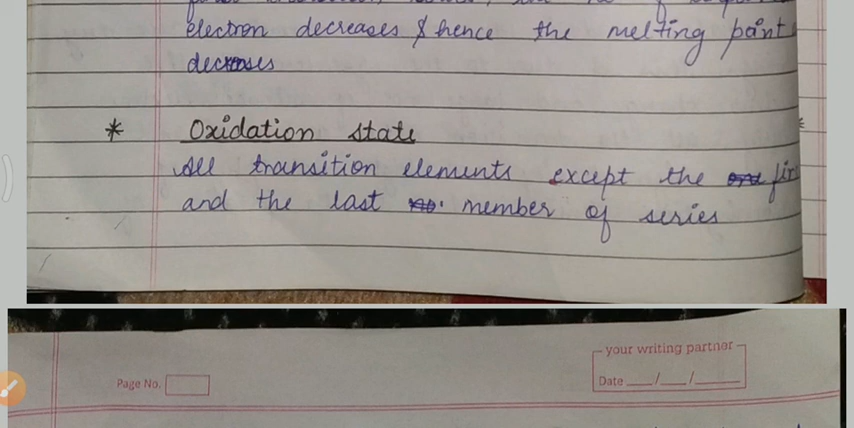 electron decreases & hence the melting point
decreases
* Oxidation state
All transition elements except the
and the last member of series
your writing partner
Page No.
Date / /